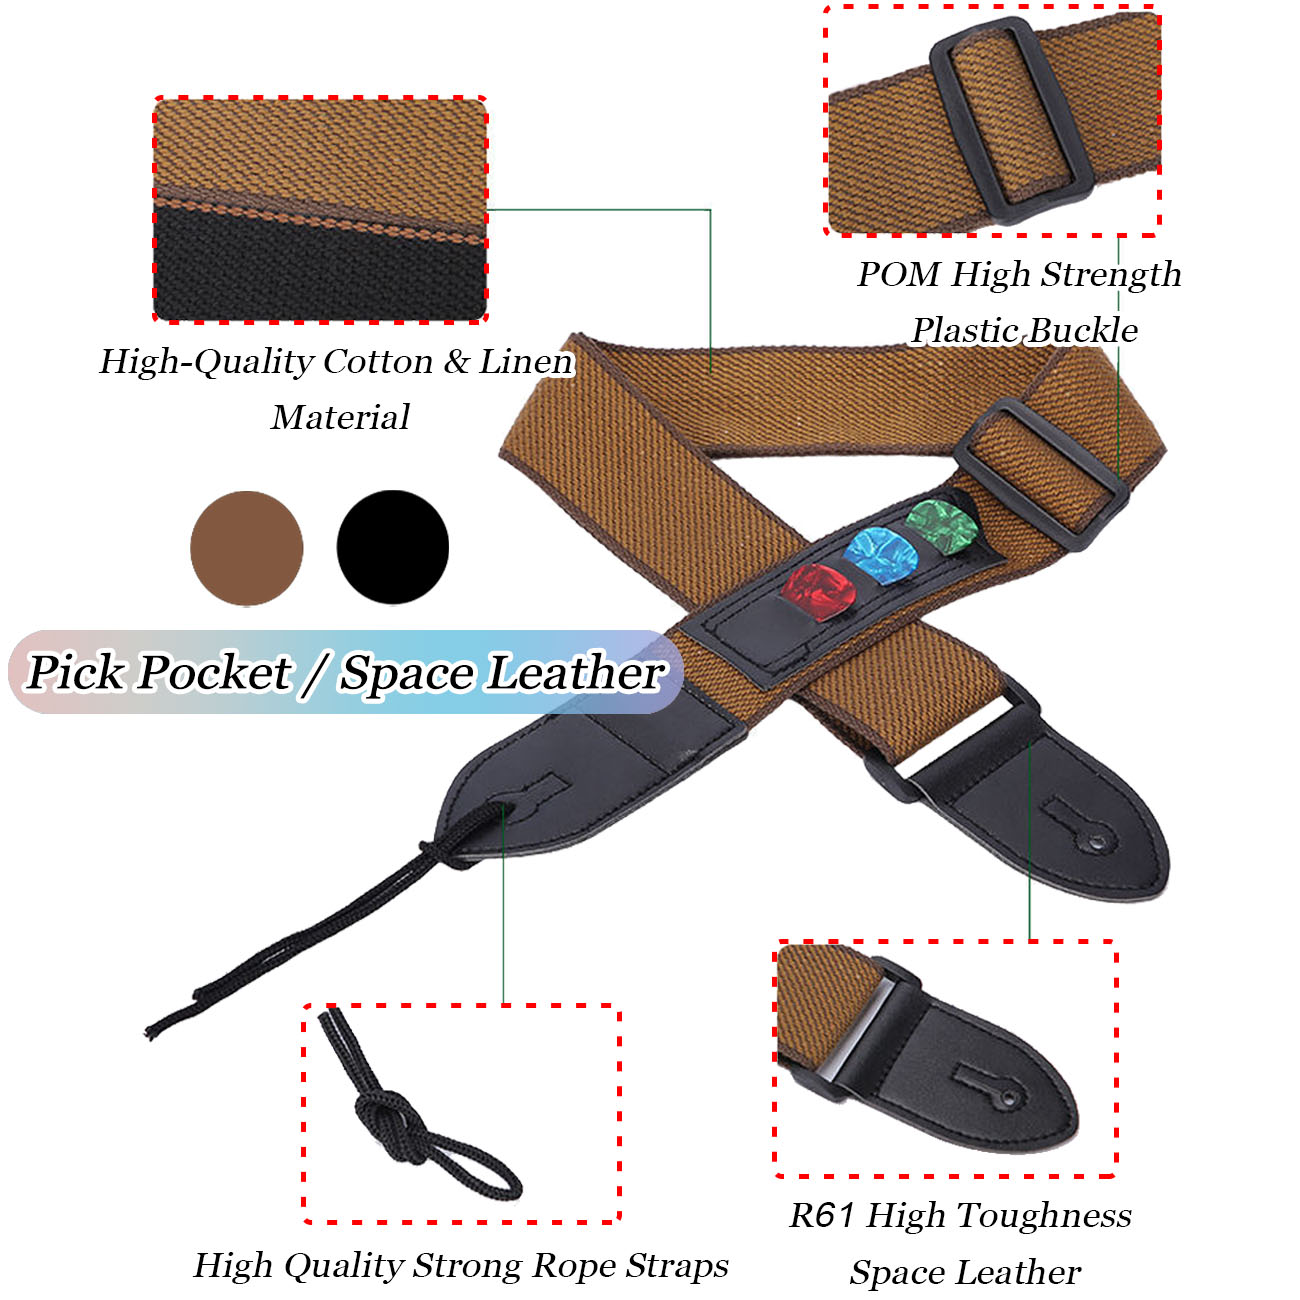 POM High Strength
Plastic Buckle
High-Quality Cotton & Linen
Material
Pick Pocket / Space Leather
R61 High Toughness
Space Leather
High Quality Strong Rope Straps